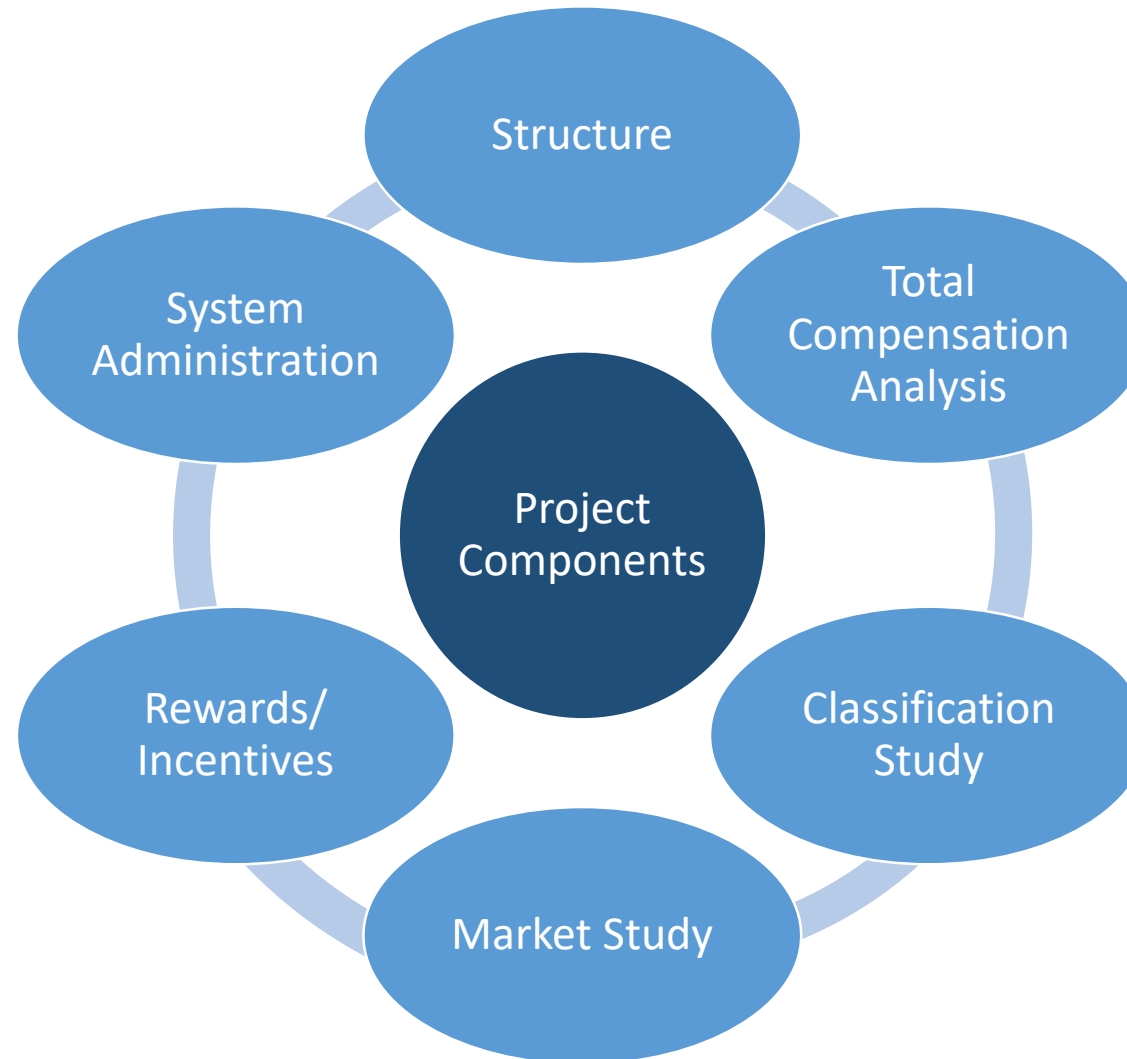 Structure
Total
Compensation
Analysis
Classification
Study
Market Study
Rewards/
Incentives
System
Administration
Project
Components